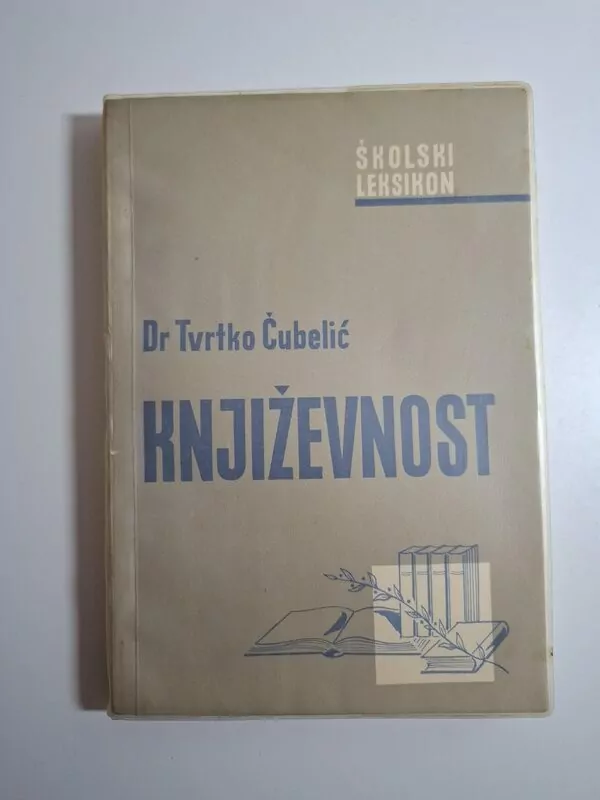 ŠKOLSKI
LEKSIKON
Dr Tvrtko Čubelić
KNJIŽEVNOST